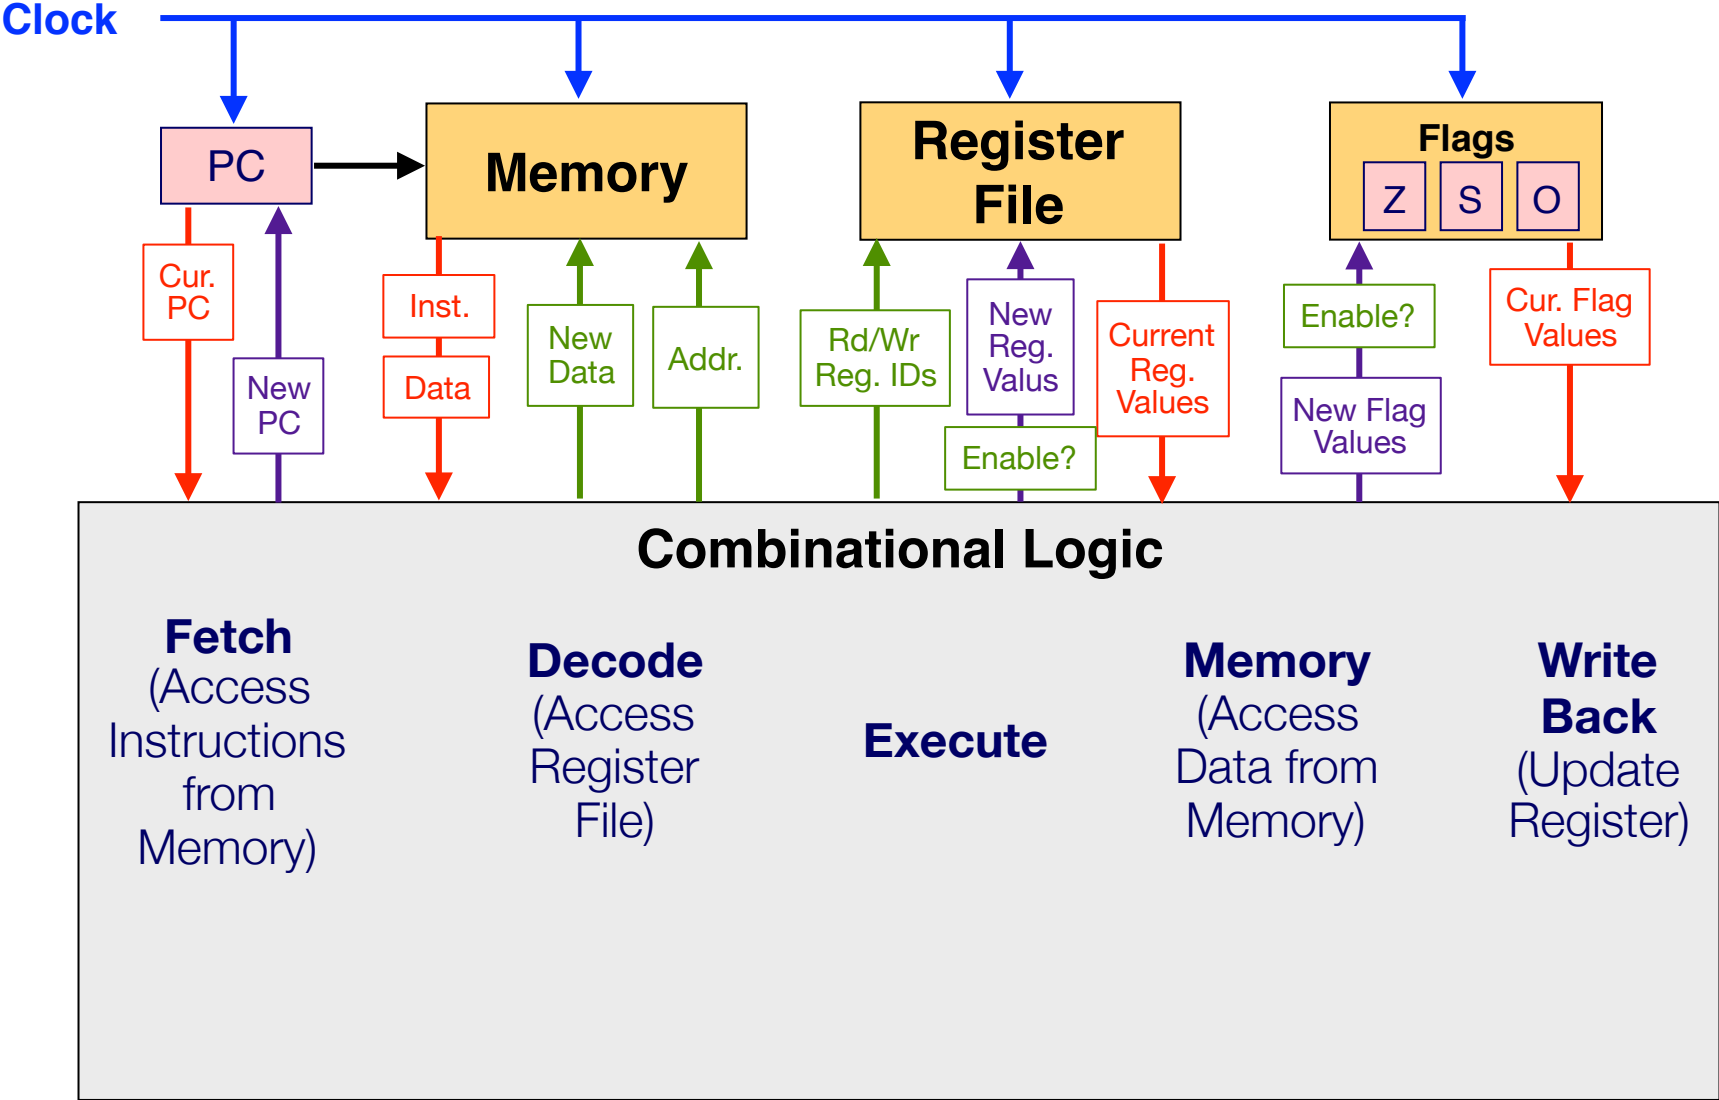 Clock
PC
Memory
Register
File
Flags
Z
S
O
Cur.
PC
New
PC
Inst.
Data
New
Data
Addr.
Rd/Wr
Reg. IDs
New
Reg.
Valus
Enable?
Current
Reg.
Values
Enable?
New Flag
Values
Cur. Flag
Values
Combinational Logic
Fetch
(Access
Instructions
from
Memory)
Decode
(Access
Register
File)
Execute
Memory
(Access
Data from
Memory)
Write
Back
(Update
Register)